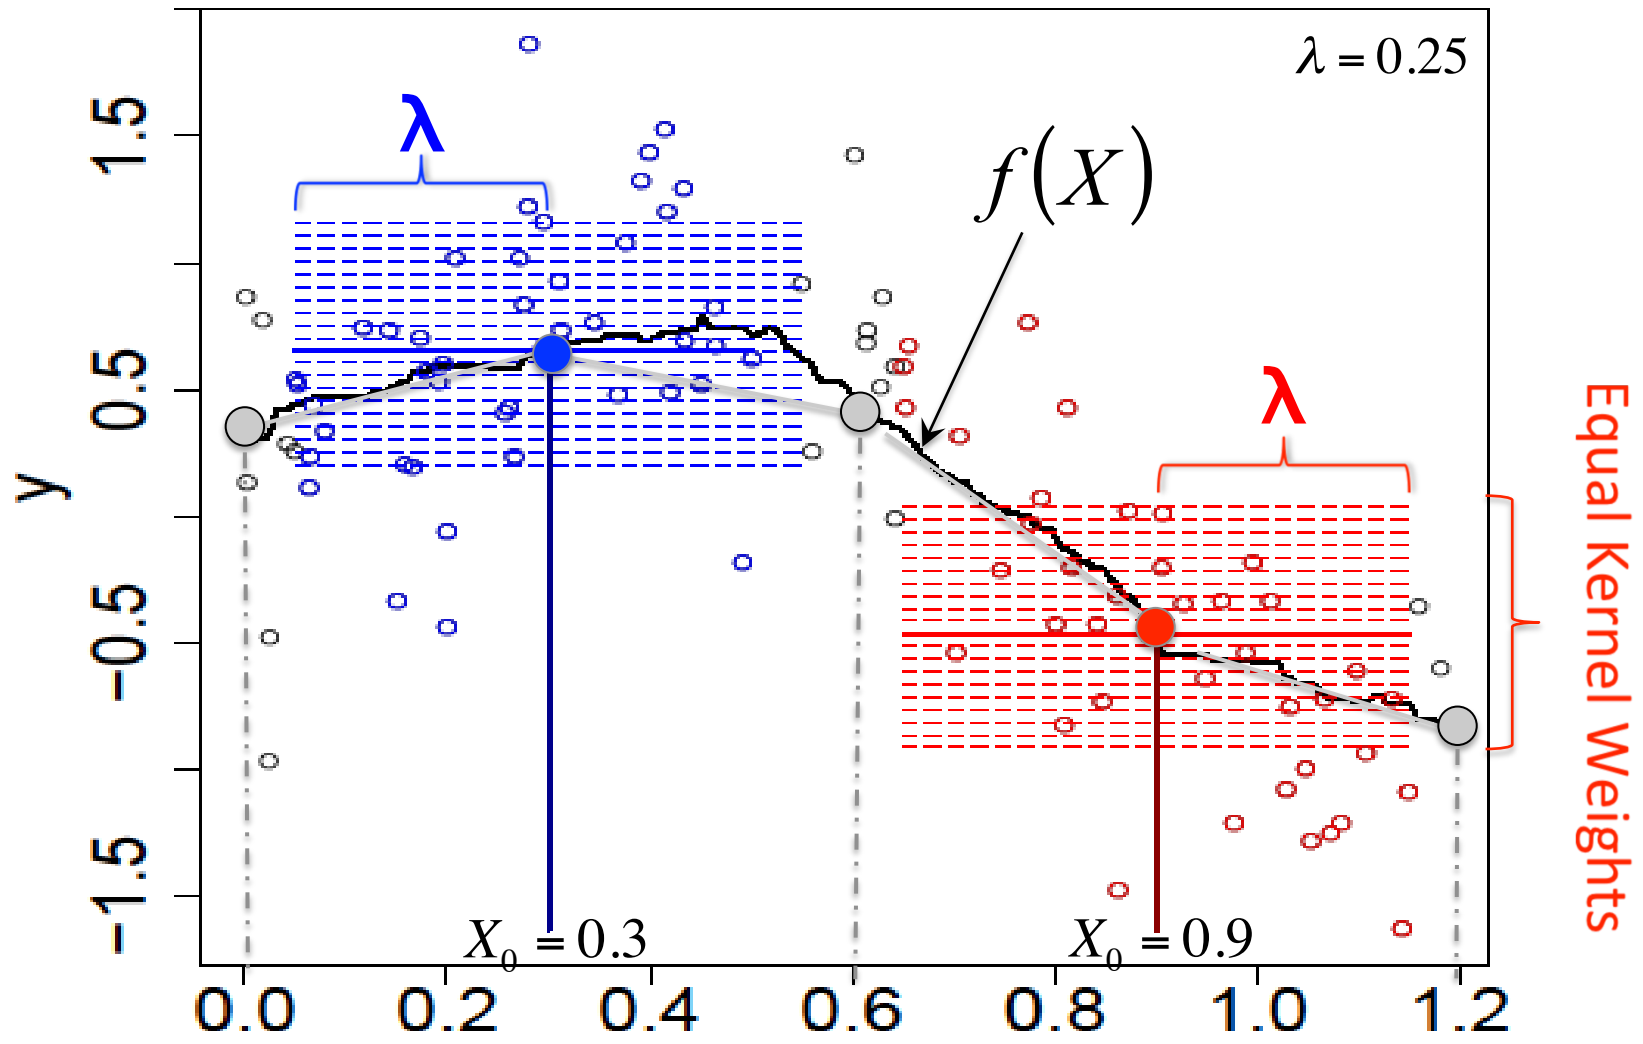 λ = 0.25
λ
f(X)
1.5
0.5
−0.5
−1.5
y
λ
Equal Kernel Weights
X₀ = 0.3
X₀ = 0.9
0.0 0.2 0.4 0.6 0.8 1.0 1.2